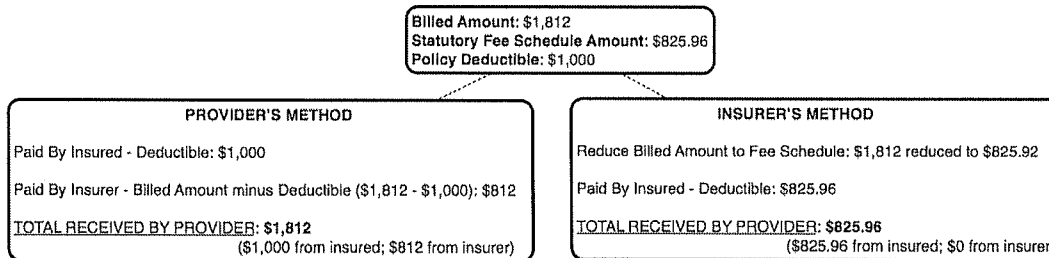 Billed Amount: $1,812
Statutory Fee Schedule Amount: $825.96
Policy Deductible: $1,000
PROVIDER'S METHOD
Paid By Insured - Deductible: $1,000
Paid By Insurer - Billed Amount minus Deductible ($1,812 - $1,000): $812
TOTAL RECEIVED BY PROVIDER: $1,812
($1,000 from insured; $812 from insurer)
INSURER'S METHOD
Reduce Billed Amount to Fee Schedule: $1,812 reduced to $825.92
Paid By Insured - Deductible: $825.96
TOTAL RECEIVED BY PROVIDER: $825.96
($825.96 from insured; $0 from insurer